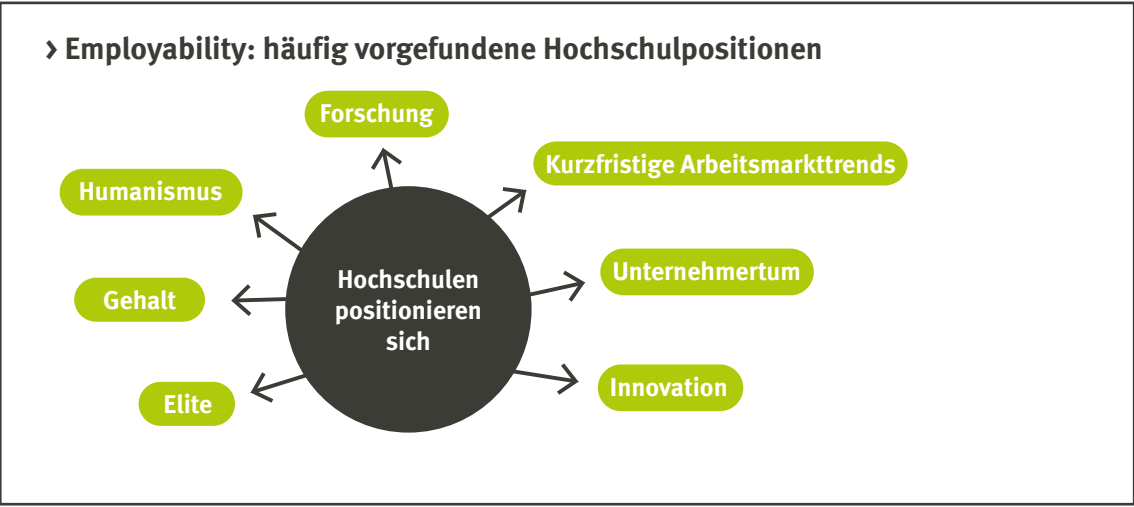 › Employability: häufig vorgefundene Hochschulpositionen
Forschung
Kurzfristige Arbeitsmarkttrends
Humanismus
Unternehmertum
Gehalt
Hochschulen
positionieren
sich
Innovation
Elite